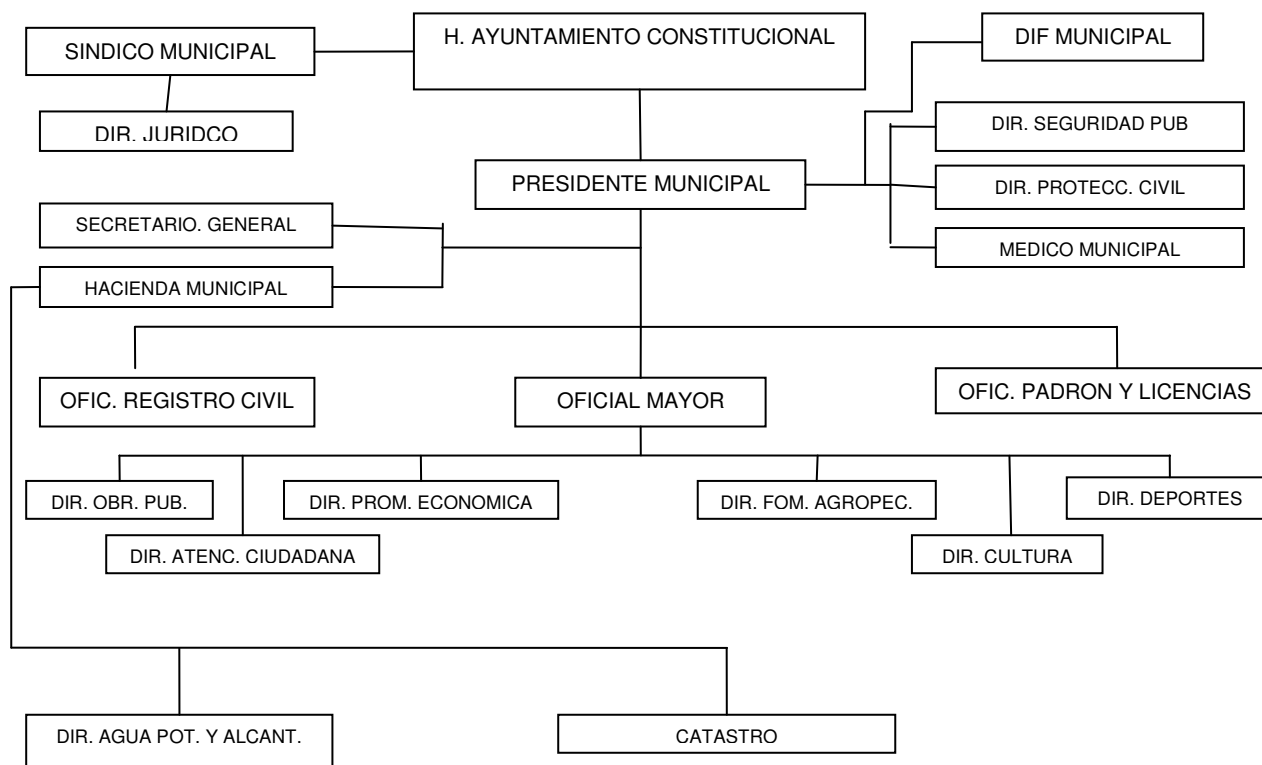 H. AYUNTAMIENTO CONSTITUCIONAL
SINDICO MUNICIPAL
DIF MUNICIPAL
DIR. JURIDCO
DIR. SEGURIDAD PUB
PRESIDENTE MUNICIPAL
DIR. PROTECC. CIVIL
SECRETARIO. GENERAL
MEDICO MUNICIPAL
HACIENDA MUNICIPAL
OFIC. REGISTRO CIVIL
OFICIAL MAYOR
OFIC. PADRON Y LICENCIAS
DIR. OBR. PUB.
DIR. PROM. ECONOMICA
DIR. FOM. AGROPEC.
DIR. DEPORTES
DIR. ATENC. CIUDADANA
DIR. CULTURA
DIR. AGUA POT. Y ALCANT.
CATASTRO